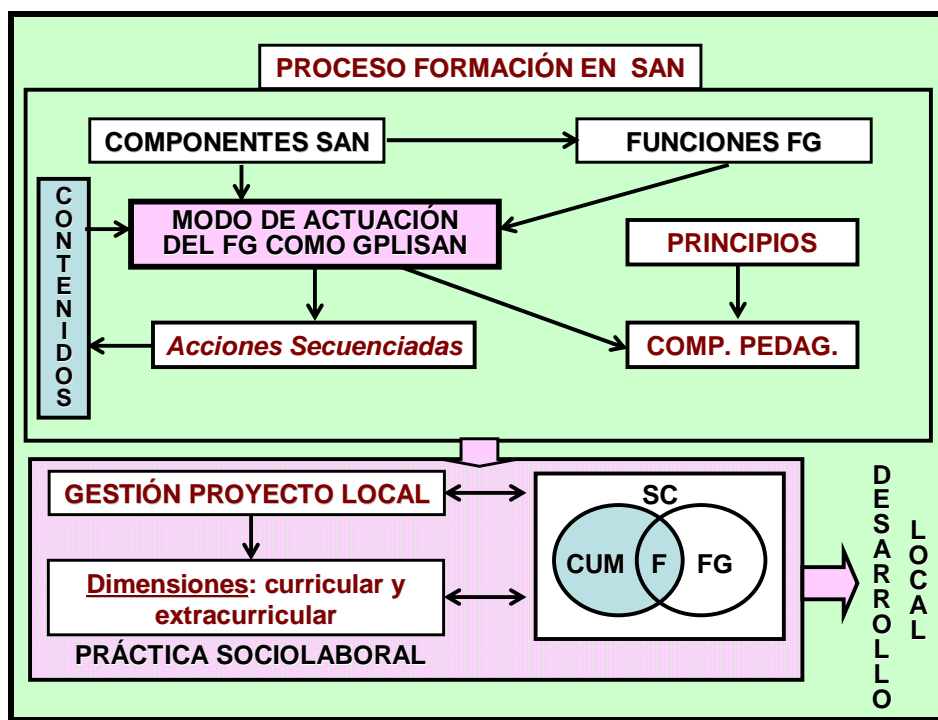 PROCESO FORMACIÓN EN SAN
COMPONENTES SAN
FUNCIONES FG
CONTENIDOS
MODO DE ACTUACIÓN
DEL FG COMO GPLISAN
PRINCIPIOS
Acciones Secuenciadas
COMP. PEDAG.
GESTIÓN PROYECTO LOCAL
SC
CUM
F
FG
Dimensiones: curricular y
extracurricular
PRÁCTICA SOCIOLABORAL
DESARROLLO
LOCAL